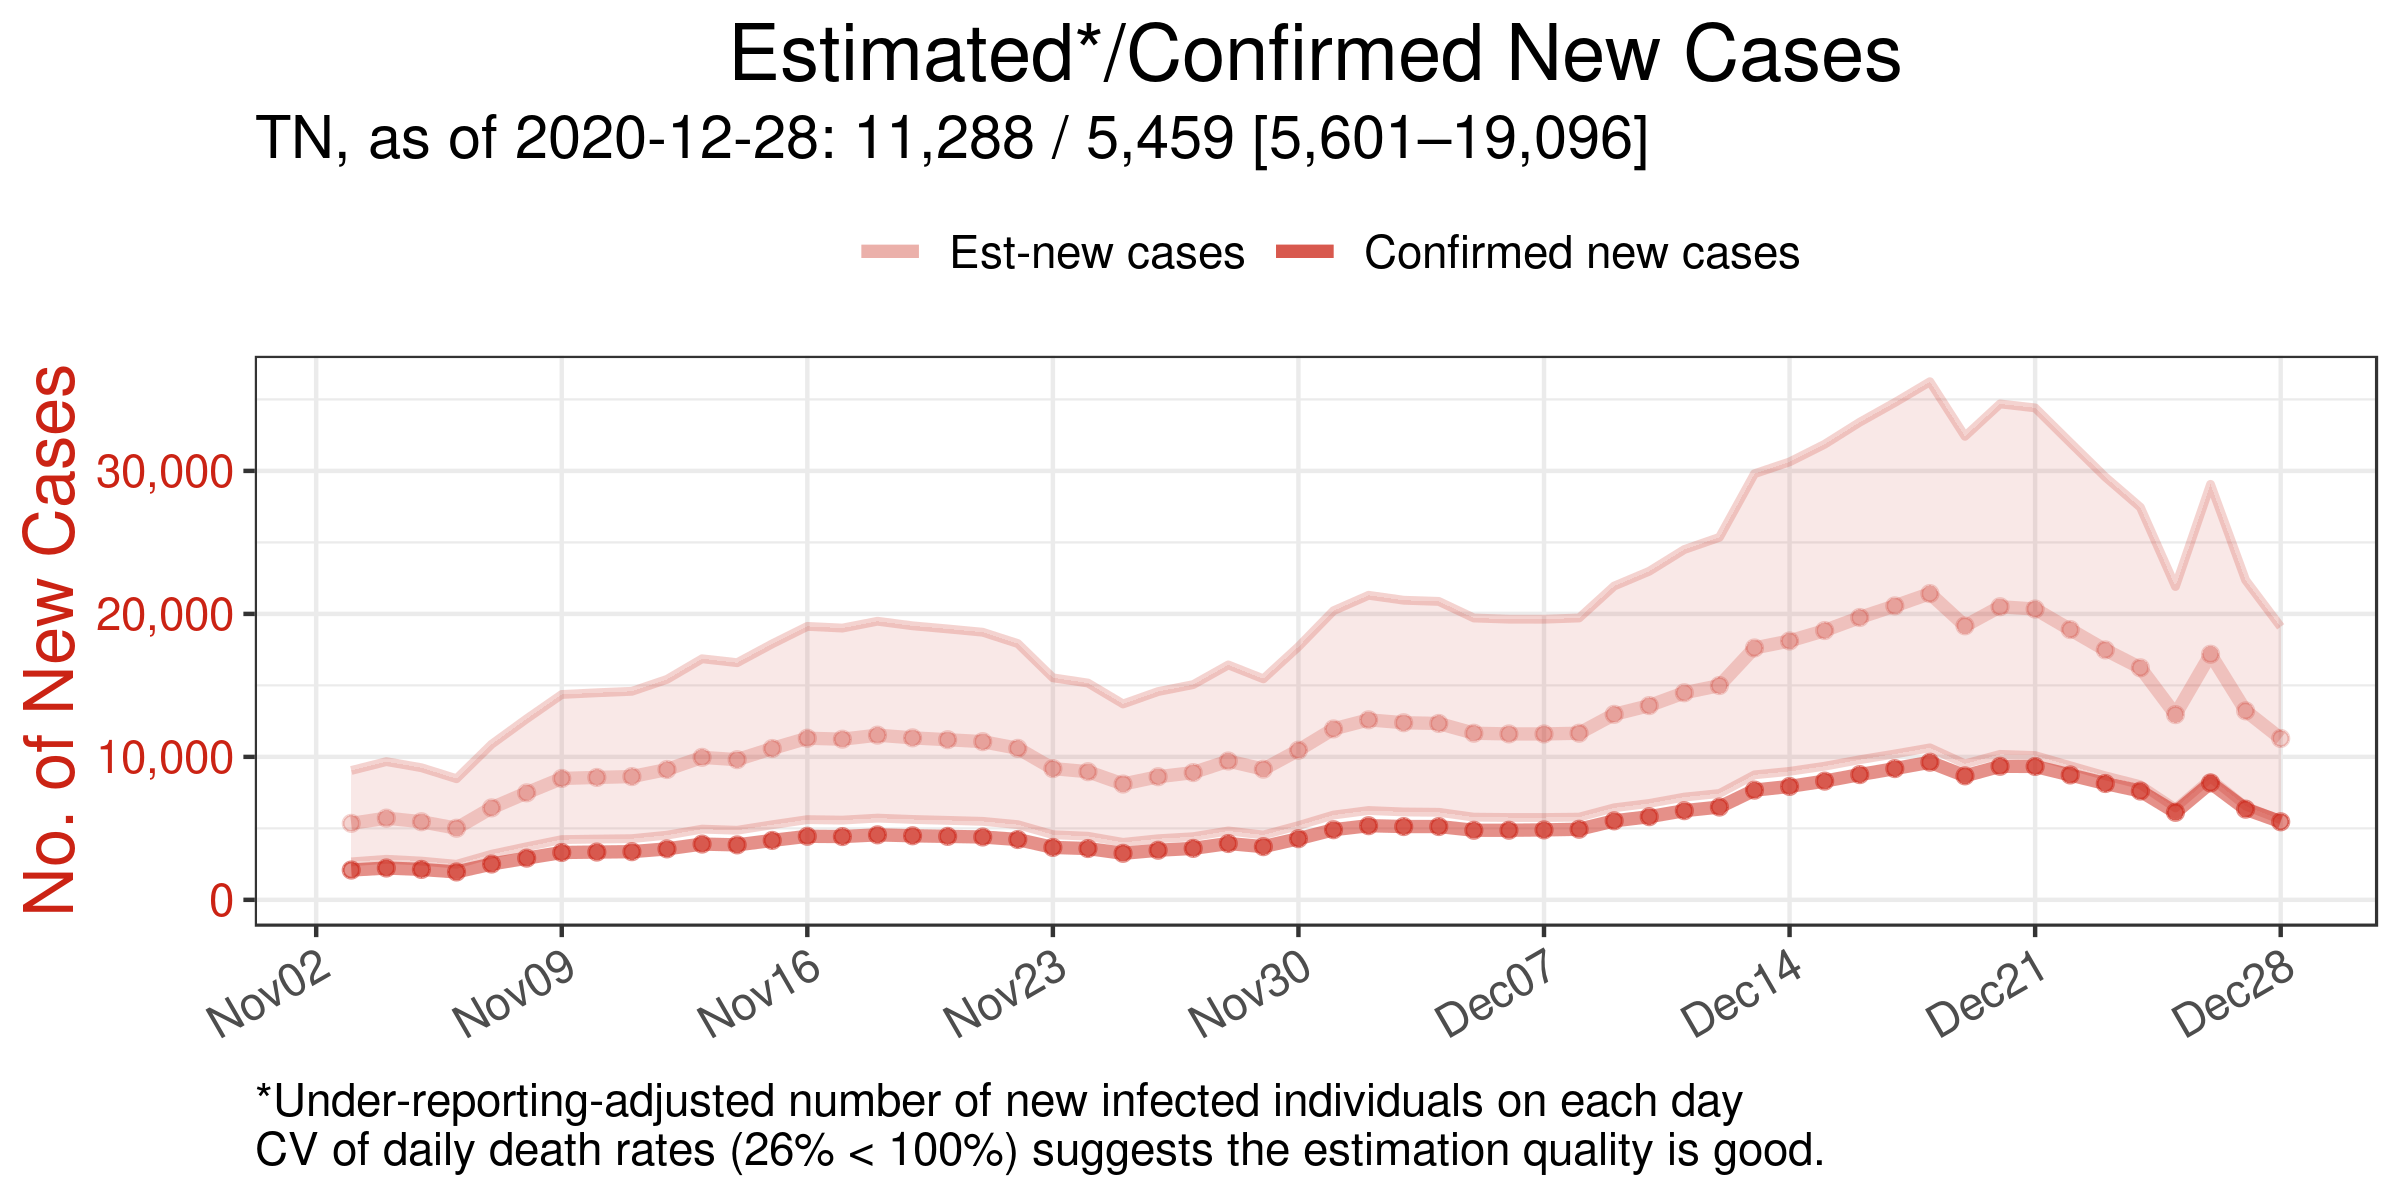 Estimated*/Confirmed New Cases
TN, as of 2020-12-28: 11,288 / 5,459 [5,601–19,096]
Est-new cases
Confirmed new cases
No. of New Cases
30,000
20,000
10,000
0
Nov02
Nov09
Nov16
Nov23
Nov30
Dec07
Dec14
Dec21
Dec28
*Under-reporting-adjusted number of new infected individuals on each day
CV of daily death rates (26% < 100%) suggests the estimation quality is good.